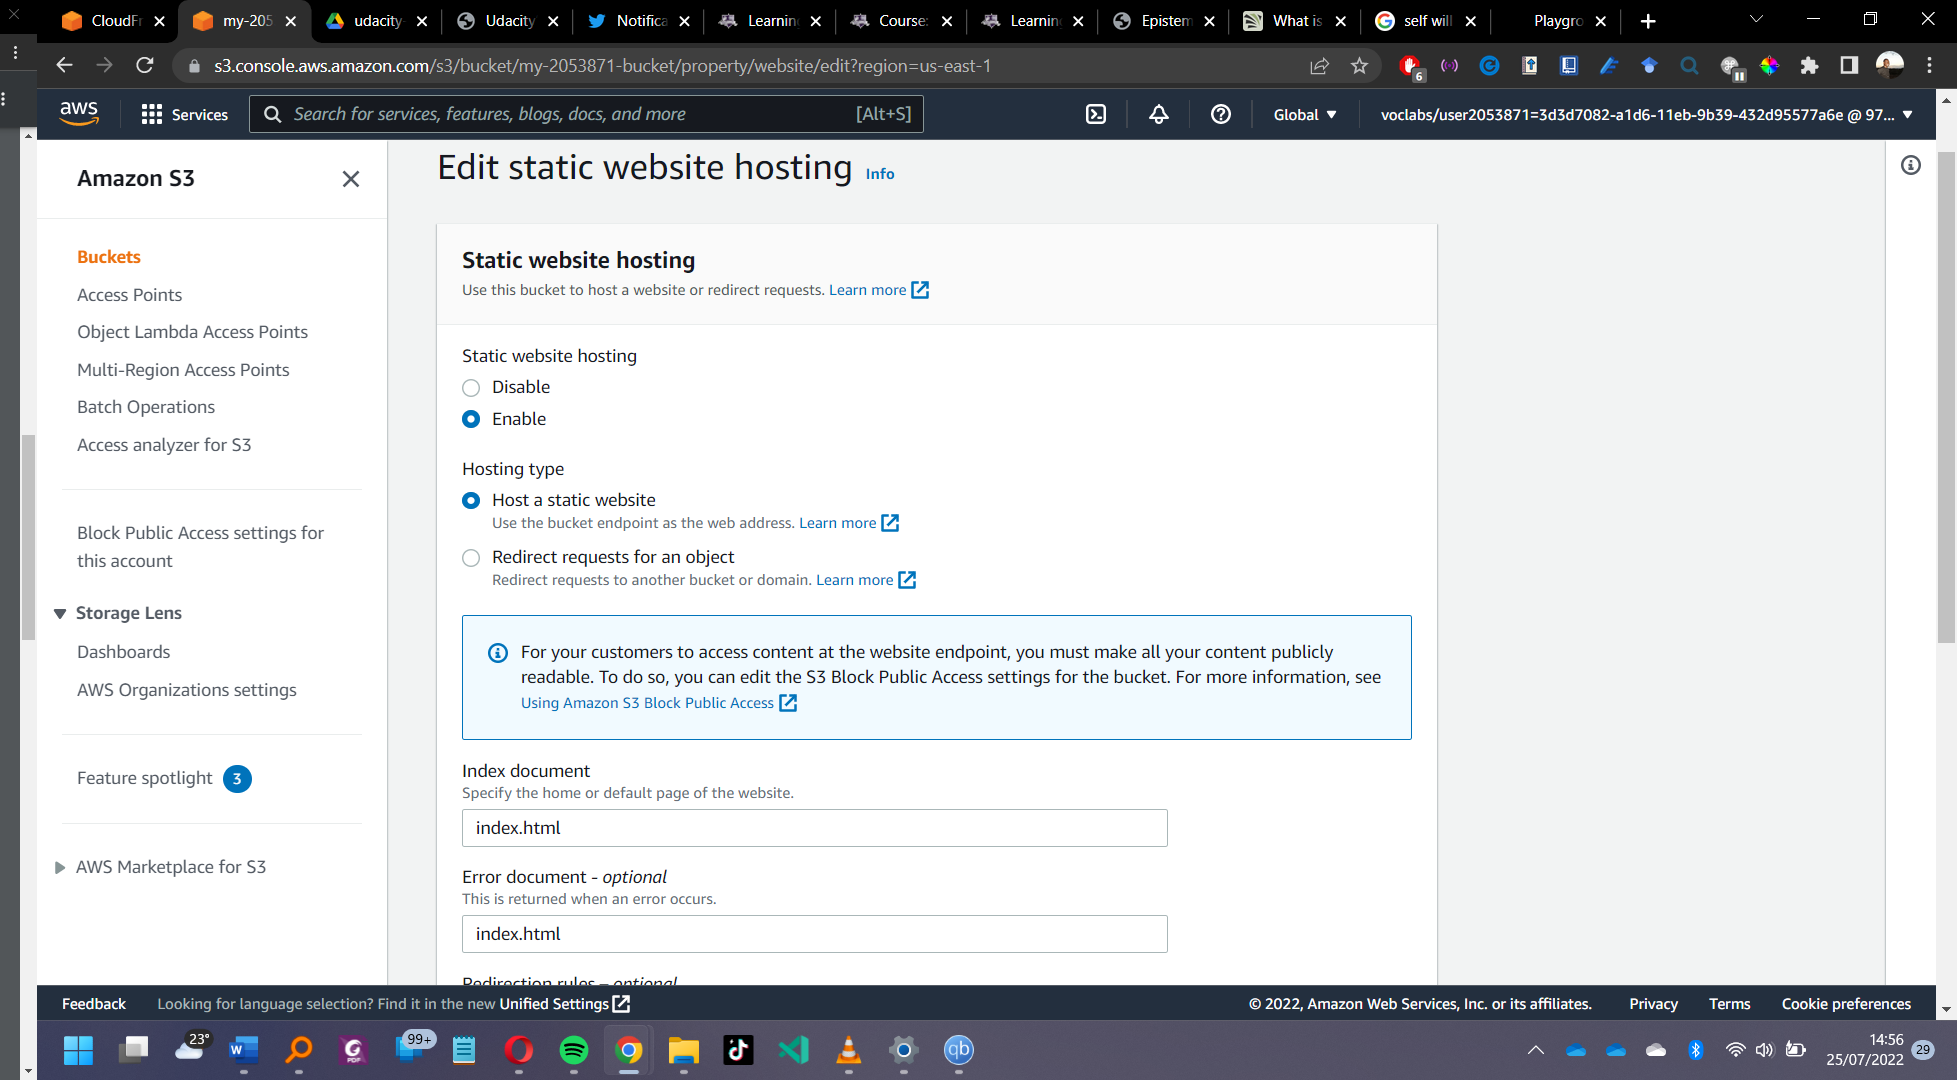 CloudFr
my-205
udacity
Udacity
Notifica
Learning
Course:
Learning
Epistem
What is
self will
Playgro
s3.console.aws.amazon.com/s3/bucket/my-2053871-bucket/property/website/edit?region=us-east-1
6
aws
Services
Search for services, features, blogs, docs, and more
[Alt+S]
Global
voclabs/user2053871=3d3d7082-a1d6-11eb-9b39-432d95577a6e @ 97...
Amazon S3
Buckets
Access Points
Object Lambda Access Points
Multi-Region Access Points
Batch Operations
Access analyzer for S3
Block Public Access settings for
this account
Storage Lens
Dashboards
AWS Organizations settings
Feature spotlight 3
AWS Marketplace for S3
Edit static website hosting Info
Static website hosting
Use this bucket to host a website or redirect requests. Learn more
Static website hosting
Disable
Enable
Hosting type
Host a static website
Use the bucket endpoint as the web address. Learn more
Redirect requests for an object
Redirect requests to another bucket or domain. Learn more
For your customers to access content at the website endpoint, you must make all your content publicly
readable. To do so, you can edit the S3 Block Public Access settings for the bucket. For more information, see
Using Amazon S3 Block Public Access
Index document
Specify the home or default page of the website.
index.html
Error document - optional
This is returned when an error occurs.
index.html
Redirection rules – optional
Feedback
Looking for language selection? Find it in the new Unified Settings
© 2022, Amazon Web Services, Inc. or its affiliates.
Privacy
Terms
Cookie preferences
23°
W
G
PDF
99+
qb
14:56
25/07/2022
29